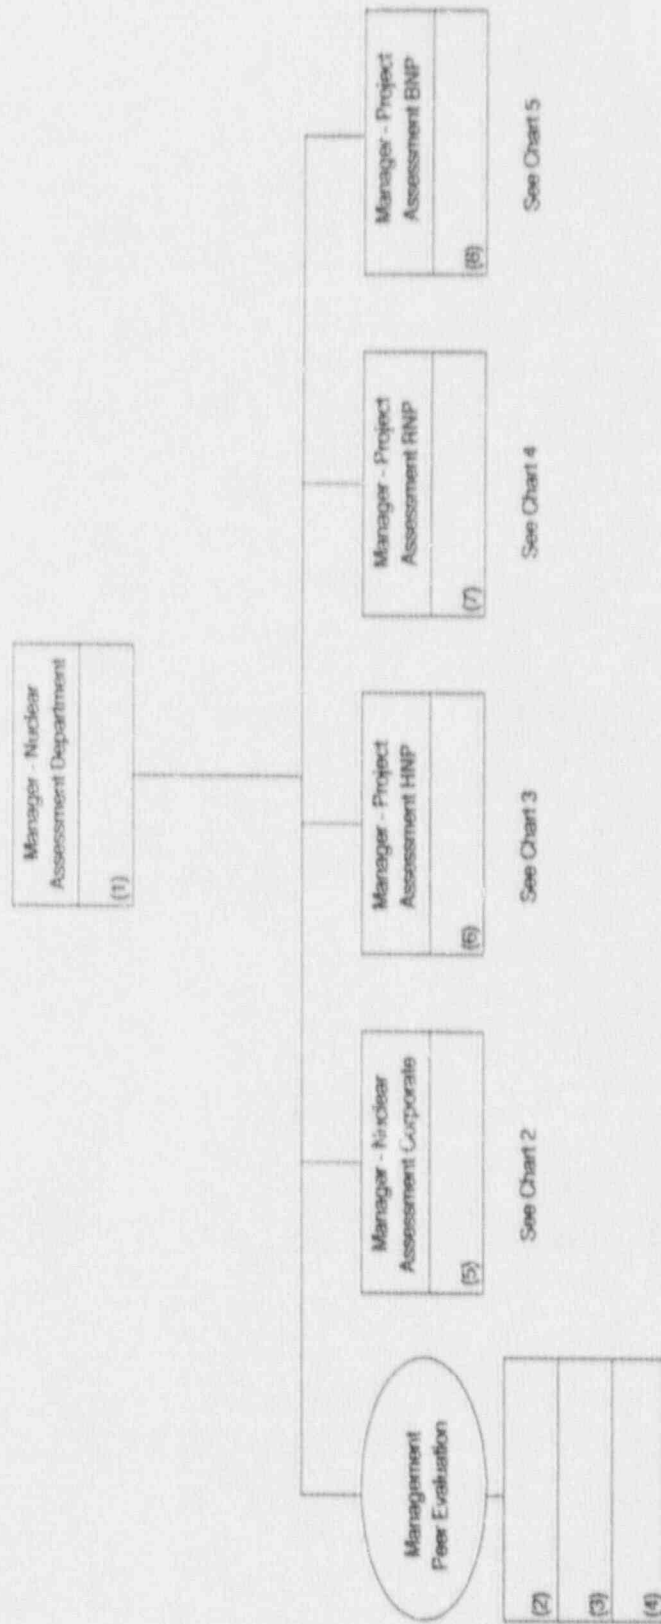 Manager - Nuclear
Assessment Department
(1)
Management
Peer Evaluation
(2)
(3)
(4)
Manager - Nuclear
Assessment Corporate
(5)
See Chart 2
Manager - Project
Assessment HNP
(6)
See Chart 3
Manager - Project
Assessment RNP
(7)
See Chart 4
Manager - Project
Assessment BNP
(8)
See Chart 5